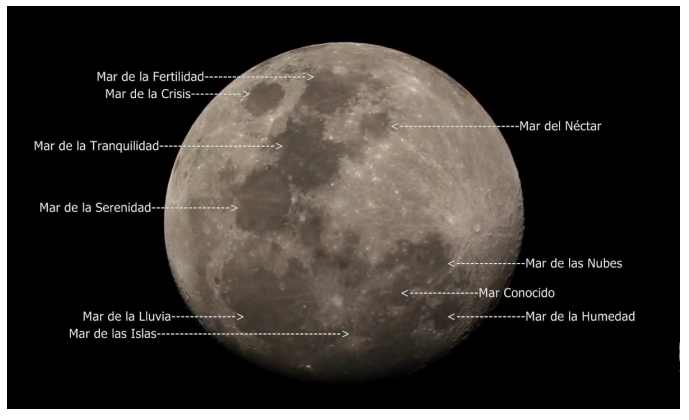 Mar de la Fertilidad
Mar de la Crisis
Mar del Néctar
Mar de la Tranquilidad
Mar de la Serenidad
Mar de las Nubes
Mar Conocido
Mar de la Lluvia
Mar de la Humedad
Mar de las Islas